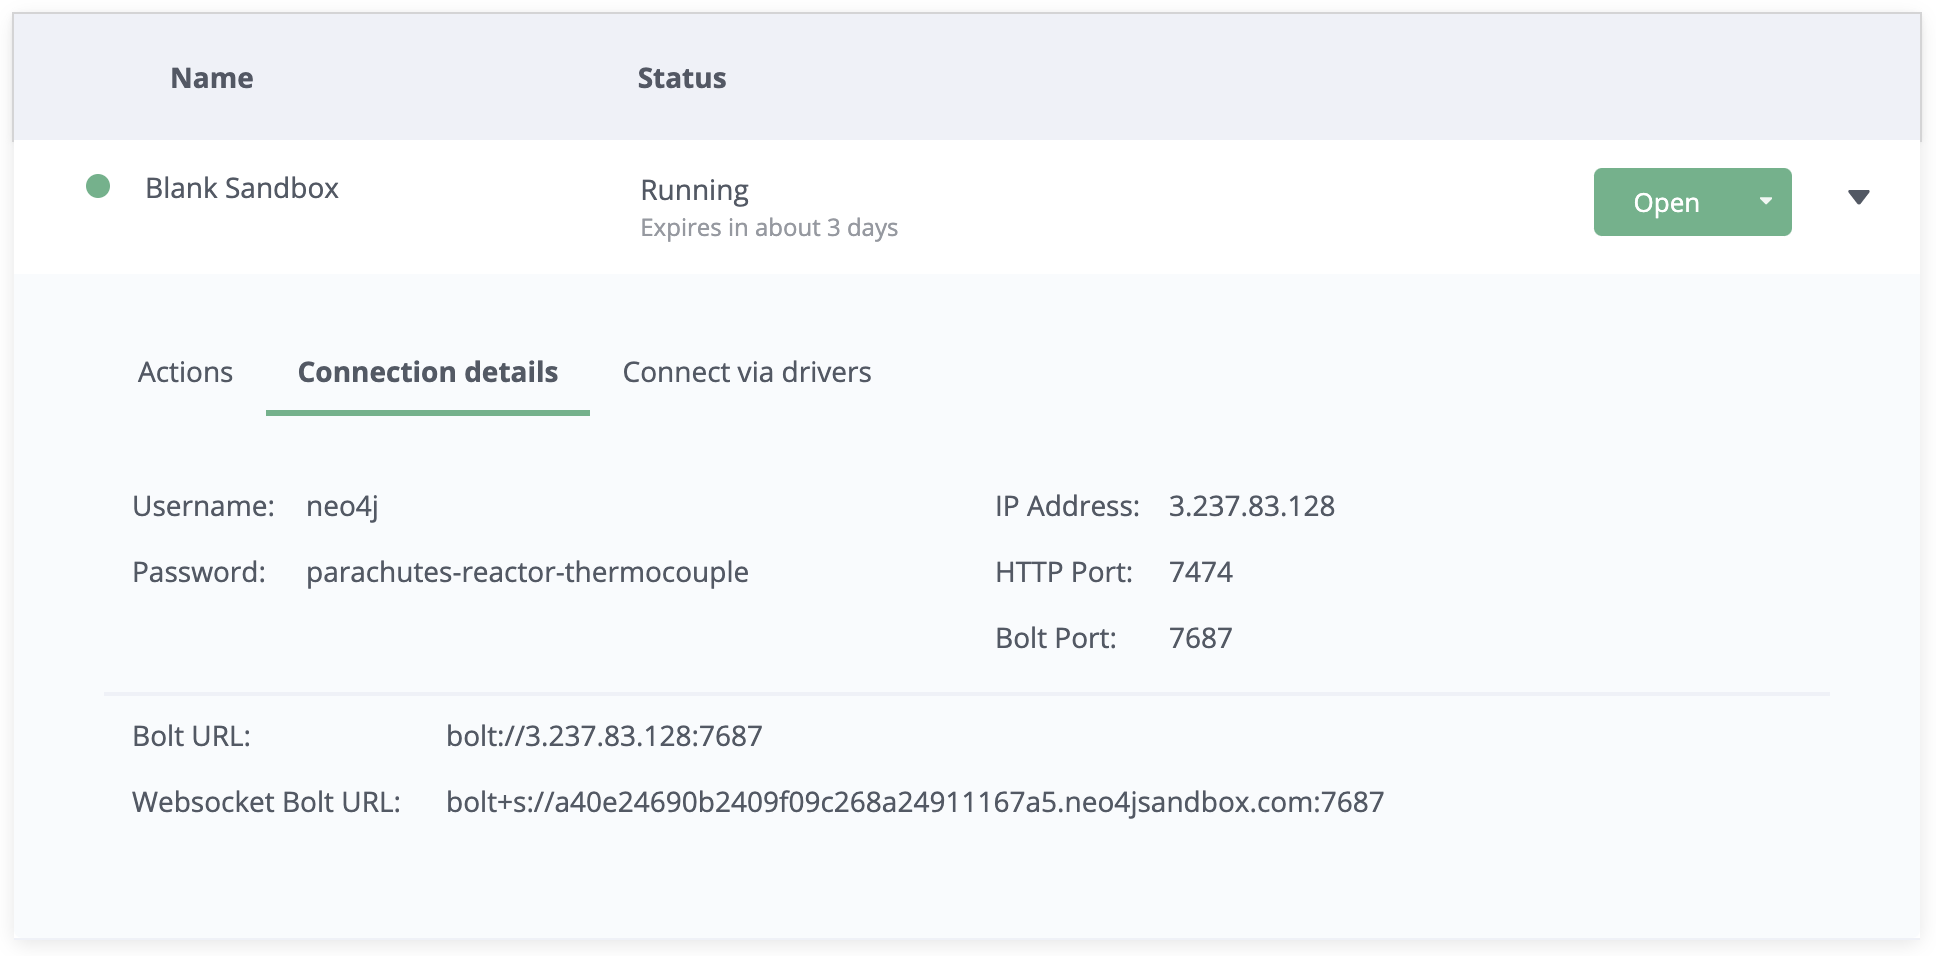 Name Status
Blank Sandbox Running Open
Expires in about 3 days
Actions Connection details Connect via drivers
Username: neo4j IP Address: 3.237.83.128
Password: parachutes-reactor-thermocouple HTTP Port: 7474
Bolt Port: 7687
Bolt URL: bolt://3.237.83.128:7687
Websocket Bolt URL: bolt+s://a40e24690b2409f09c268a24911167a5.neo4jsandbox.com:7687